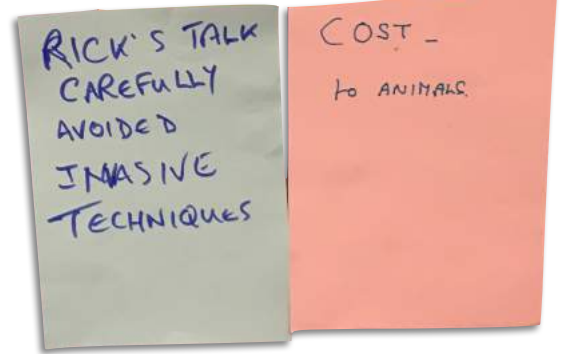 RICK'S TALK
CAREFULLY
AVOIDED
INVASIVE
TECHNIQUES
COST -
to ANIMALS